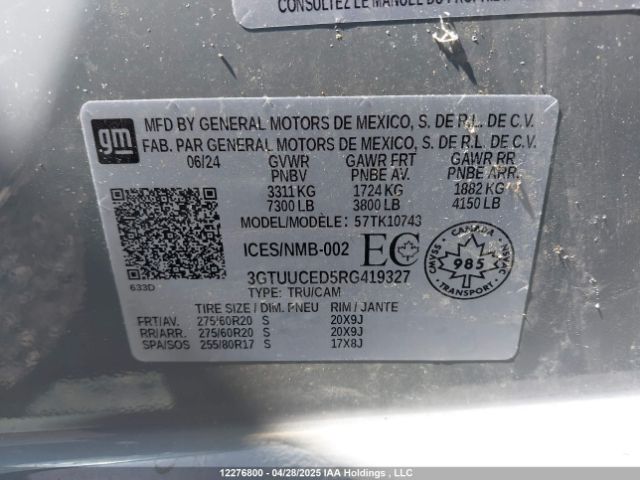 CONSULTEZ LE MANUEL DU
gm
MFD BY GENERAL MOTORS DE MEXICO, S. DE R.L. DE C.V.
FAB. PAR GENERAL MOTORS DE MEXICO, S. DE R.L. DE C.V.
06/24 GVWR GAWR FRT GAWR RR
PNBV PNBE AV. PNBE ARR.
3311 KG 1724 KG 1882 KG
7300 LB 3800 LB 4150 LB
MODEL/MODÈLE: 57TK10743
ICES/NMB-002 EC
CANADA
CMVSS 985 NSVAC
TRANSPORT
633D
3GTUUCED5RG419327
TYPE: TRU/CAM
TIRE SIZE / DIM. PNEU RIM / JANTE
FRT/AV. 275/60R20 S 20X9J
RR/ARR. 275/60R20 S 20X9J
SPA/SOS 255/80R17 S 17X8J
12276800 - 04/28/2025 IAA Holdings, LLC